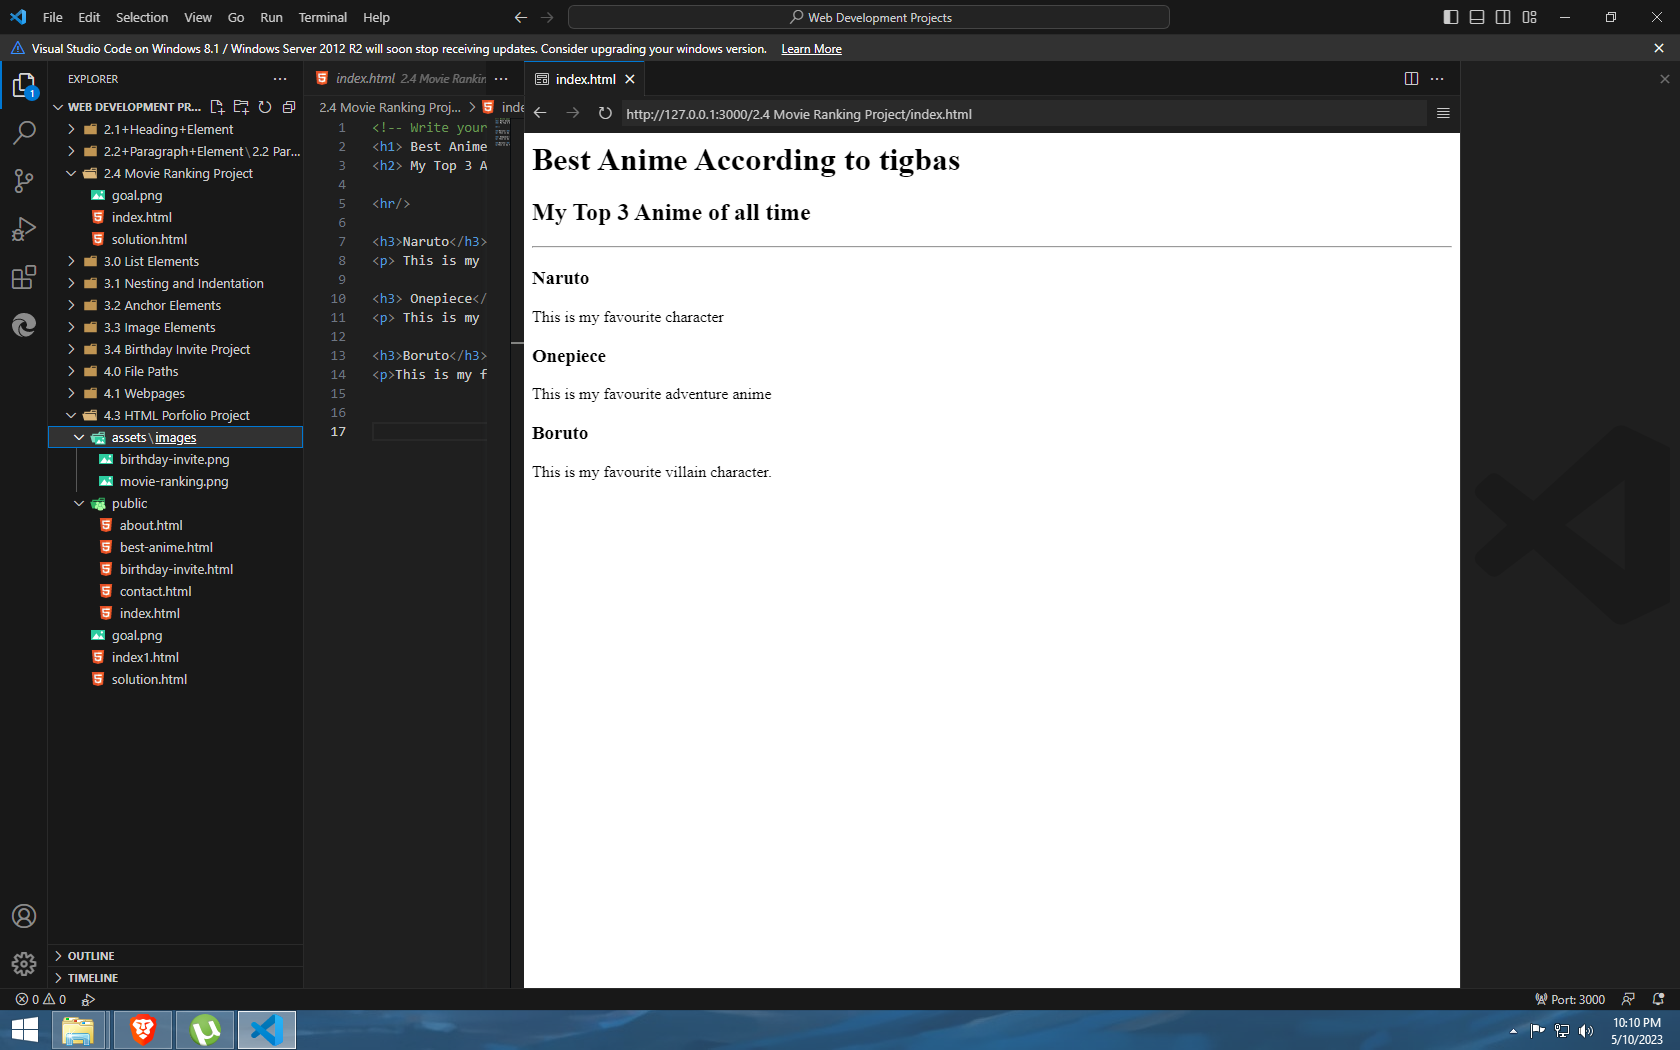 File Edit Selection View Go Run Terminal Help
Web Development Projects
Visual Studio Code on Windows 8.1 / Windows Server 2012 R2 will soon stop receiving updates. Consider upgrading your windows version. Learn More
EXPLORER
1
WEB DEVELOPMENT PR...
2.1+Heading+Element
2.2+Paragraph+Element\2.2 Par...
2.4 Movie Ranking Project
goal.png
index.html
solution.html
3.0 List Elements
3.1 Nesting and Indentation
3.2 Anchor Elements
3.3 Image Elements
3.4 Birthday Invite Project
4.0 File Paths
4.1 Webpages
4.3 HTML Porfolio Project
assets\images
birthday-invite.png
movie-ranking.png
public
about.html
best-anime.html
birthday-invite.html
contact.html
index.html
goal.png
index1.html
solution.html
OUTLINE
TIMELINE
index.html 2.4 Movie Rankin
2.4 Movie Ranking Proj... > inde
1 <!-- Write your
2 <h1> Best Anime
3 <h2> My Top 3 A
4
5 <hr/>
6
7 <h3>Naruto</h3>
8 <p> This is my
9
10 <h3> Onepiece</
11 <p> This is my
12
13 <h3>Boruto</h3>
14 <p>This is my f
15
16
17
index.html
http://127.0.0.1:3000/2.4 Movie Ranking Project/index.html
Best Anime According to tigbas
My Top 3 Anime of all time
Naruto
This is my favourite character
Onepiece
This is my favourite adventure anime
Boruto
This is my favourite villain character.
0 0
Port: 3000
10:10 PM
5/10/2023